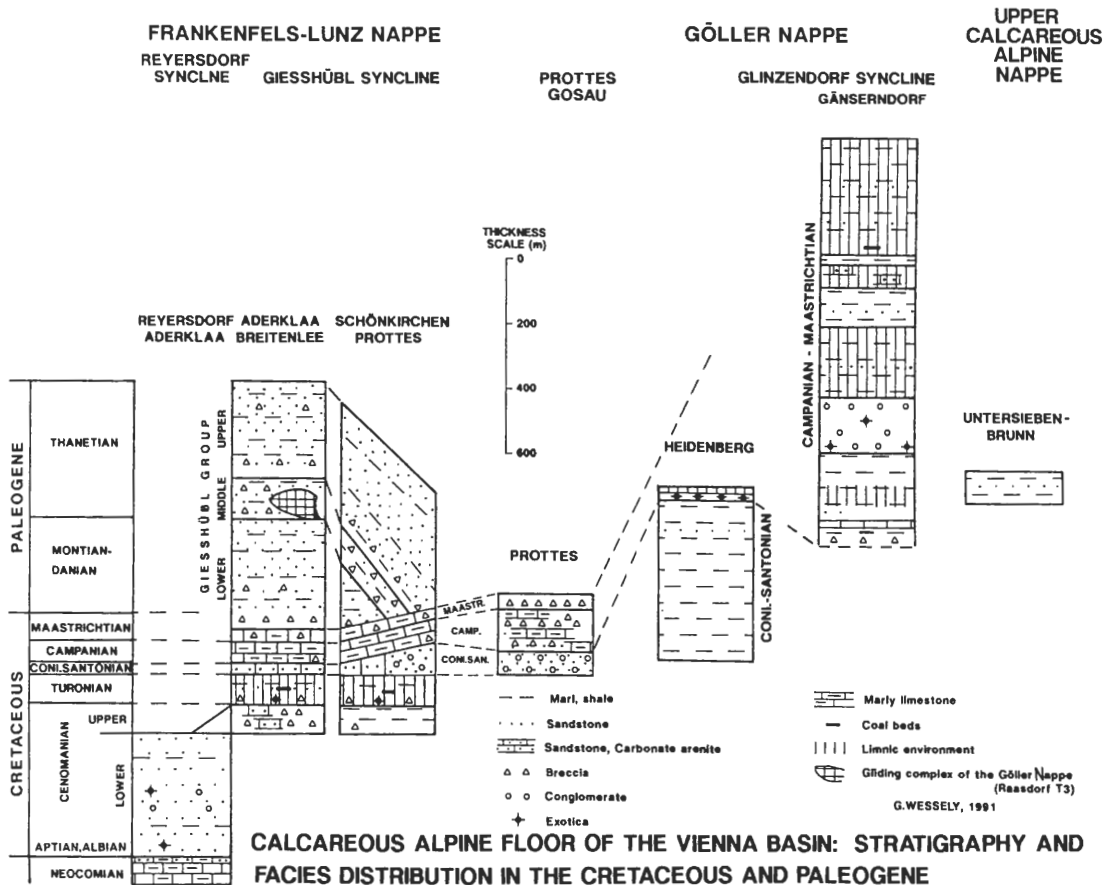 FRANKENFELS-LUNZ NAPPE
GÖLLER NAPPE
UPPER
CALCAREOUS
ALPINE
NAPPE
REYERSDORF
SYNCLNE
GIESSHÜBL SYNCLINE
PROTTES
GOSAU
GLINZENDORF SYNCLINE
GÄNSERNDORF
THICKNESS
SCALE (m)
0
200
400
600
REYERSDORF
ADERKLAA
ADERKLAA
BREITENLEE
SCHÖNKIRCHEN
PROTTES
PALEOGENE
THANETIAN
MONTIAN-
DANIAN
CRETACEOUS
MAASTRICHTIAN
CAMPANIAN
CONI.SANTONIAN
TURONIAN
CENOMANIAN
UPPER
LOWER
APTIAN,ALBIAN
NEOCOMIAN
GIESSHÜBL GROUP
UPPER
MIDDLE
LOWER
MAASTR.
CAMP.
CONI.SAN.
PROTTES
HEIDENBERG
CONI.-SANTONIAN
CAMPANIAN - MAASTRICHTIAN
UNTERSIEBEN-
BRUNN
Marl, shale
Sandstone
Sandstone, Carbonate arenite
Breccia
Conglomerate
Exotica
Marly limestone
Coal beds
Limnic environment
Gliding complex of the Göller Nappe
(Raasdorf T3)
G.WESSELY, 1991
CALCAREOUS ALPINE FLOOR OF THE VIENNA BASIN: STRATIGRAPHY AND
FACIES DISTRIBUTION IN THE CRETACEOUS AND PALEOGENE